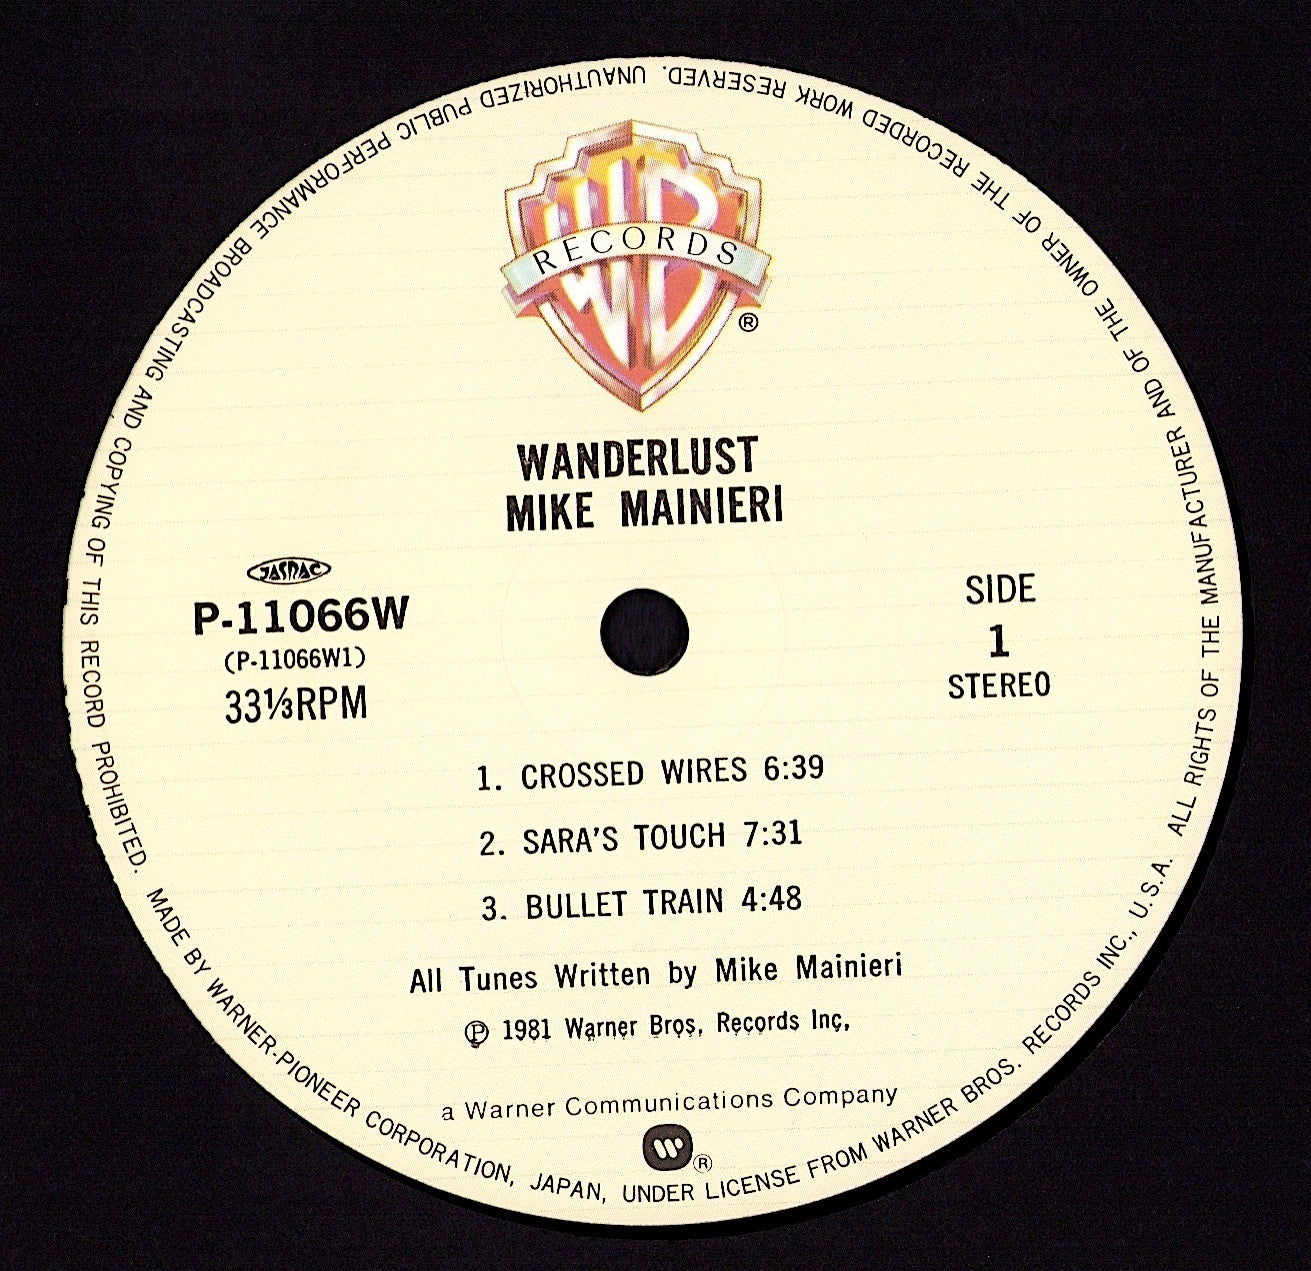 WB
RECORDS
®
WANDERLUST
MIKE MAINIERI
JASRAC
P-11066W
(P-11066W1)
33⅓RPM
SIDE
1
STEREO
1. CROSSED WIRES 6:39
2. SARA'S TOUCH 7:31
3. BULLET TRAIN 4:48
All Tunes Written by Mike Mainieri
℗ 1981 Warner Bros. Records Inc.
a Warner Communications Company
W®
MADE BY WARNER-PIONEER CORPORATION, JAPAN, UNDER LICENSE FROM WARNER BROS. RECORDS INC., U.S.A. ALL RIGHTS OF THE MANUFACTURER AND OF THE OWNER OF THE RECORDED WORK RESERVED. UNAUTHORIZED PUBLIC PERFORMANCE BROADCASTING AND COPYING OF THIS RECORD PROHIBITED.